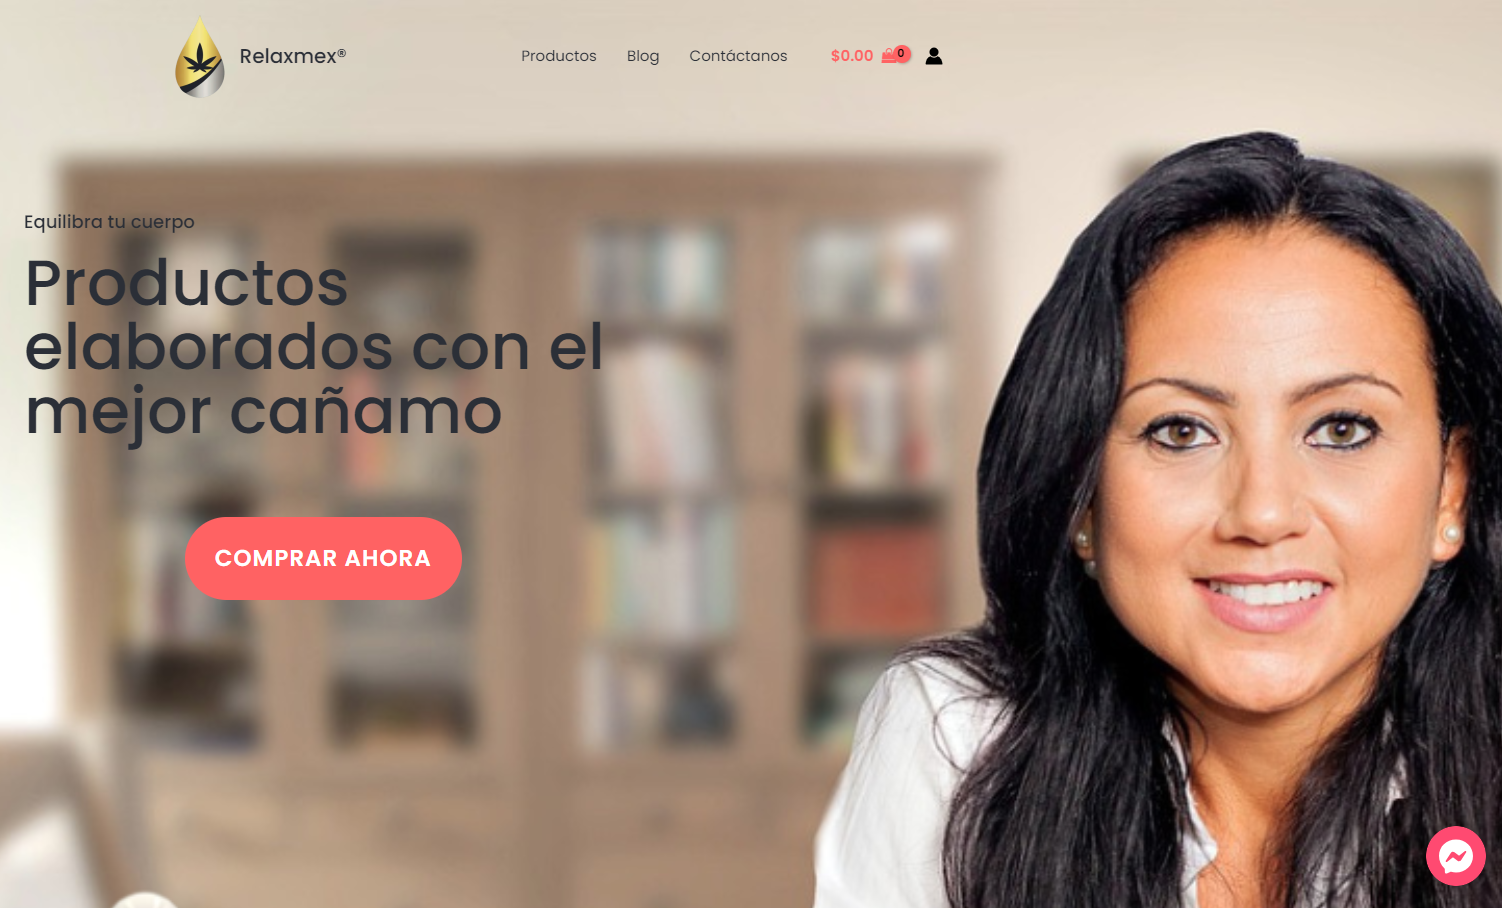 Relaxmex®
Productos Blog Contáctanos $0.00 0
Equilibra tu cuerpo
Productos
elaborados con el
mejor cañamo
COMPRAR AHORA